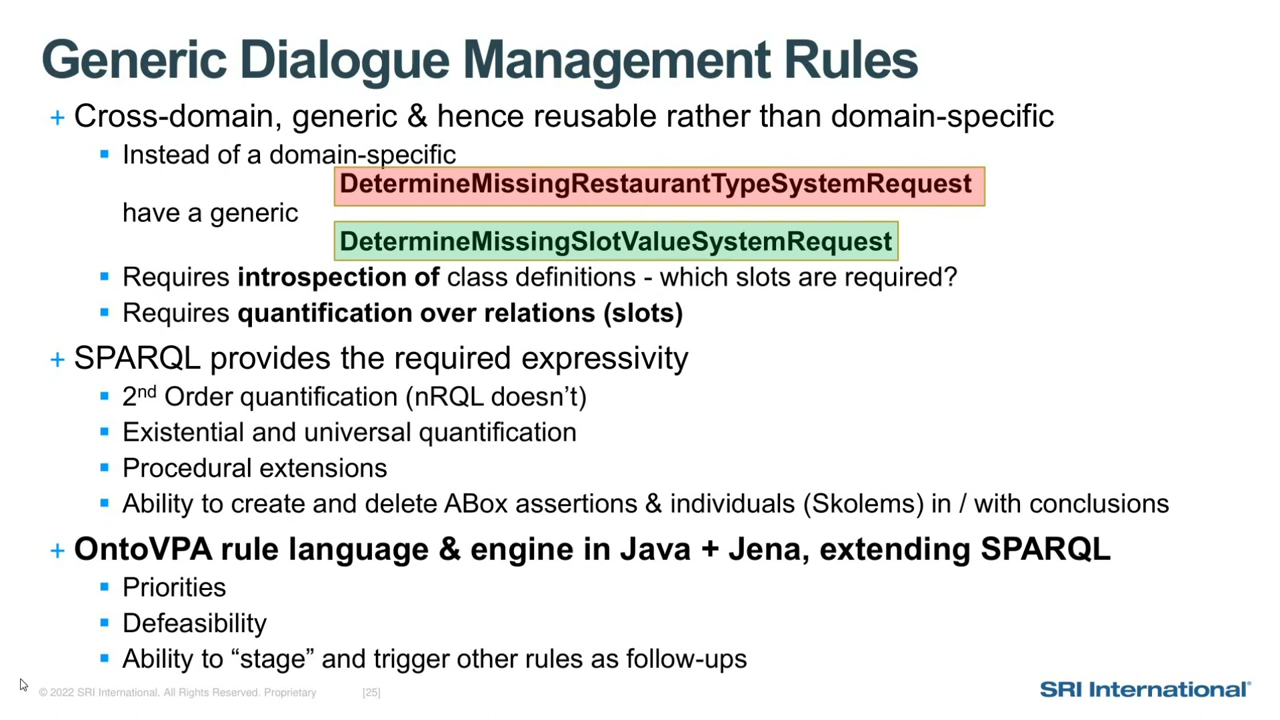 Generic Dialogue Management Rules
+ Cross-domain, generic & hence reusable rather than domain-specific
▪ Instead of a domain-specific
DetermineMissingRestaurantTypeSystemRequest
have a generic
DetermineMissingSlotValueSystemRequest
▪ Requires introspection of class definitions - which slots are required?
▪ Requires quantification over relations (slots)
+ SPARQL provides the required expressivity
▪ 2nd Order quantification (nRQL doesn’t)
▪ Existential and universal quantification
▪ Procedural extensions
▪ Ability to create and delete ABox assertions & individuals (Skolems) in / with conclusions
+ OntoVPA rule language & engine in Java + Jena, extending SPARQL
▪ Priorities
▪ Defeasibility
▪ Ability to “stage” and trigger other rules as follow-ups
© 2022 SRI International. All Rights Reserved. Proprietary [25]
SRI International®